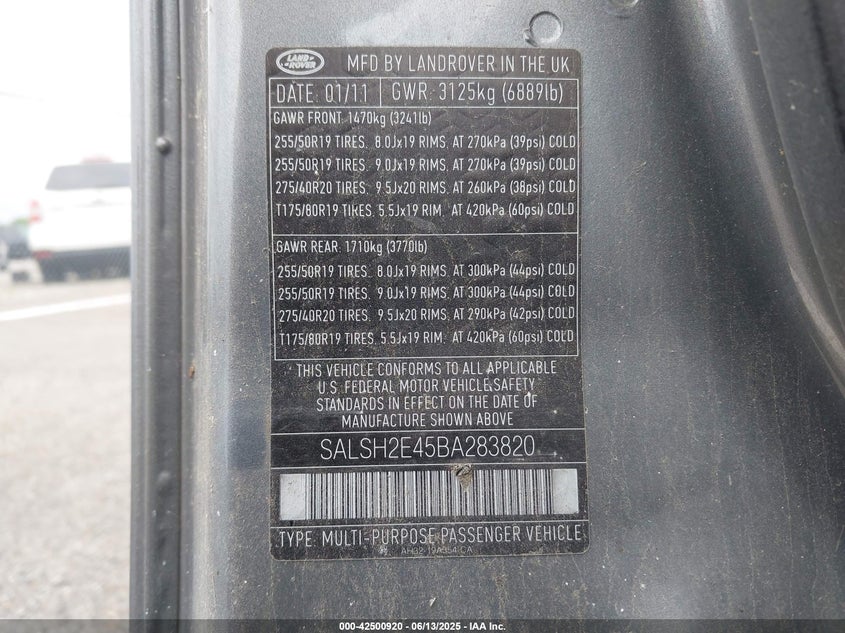 LAND ROVER
MFD BY LANDROVER IN THE UK
DATE: 01/11 GWR: 3125kg (6889lb)
GAWR FRONT: 1470kg (3241lb)
255/50R19 TIRES. 8.0Jx19 RIMS. AT 270kPa (39psi) COLD
255/50R19 TIRES. 9.0Jx19 RIMS. AT 270kPa (39psi) COLD
275/40R20 TIRES. 9.5Jx20 RIMS. AT 260kPa (38psi) COLD
T175/80R19 TIRES. 5.5Jx19 RIM. AT 420kPa (60psi) COLD
GAWR REAR: 1710kg (3770lb)
255/50R19 TIRES. 8.0Jx19 RIMS. AT 300kPa (44psi) COLD
255/50R19 TIRES. 9.0Jx19 RIMS. AT 300kPa (44psi) COLD
275/40R20 TIRES. 9.5Jx20 RIMS. AT 290kPa (42psi) COLD
T175/80R19 TIRES. 5.5Jx19 RIM. AT 420kPa (60psi) COLD
THIS VEHICLE CONFORMS TO ALL APPLICABLE
U.S. FEDERAL MOTOR VEHICLE SAFETY
STANDARDS IN EFFECT ON THE DATE OF
MANUFACTURE SHOWN ABOVE
SALSH2E45BA283820
TYPE: MULTI-PURPOSE PASSENGER VEHICLE
AH32-19A354-CA
000-42500920 - 06/13/2025 - IAA Inc.